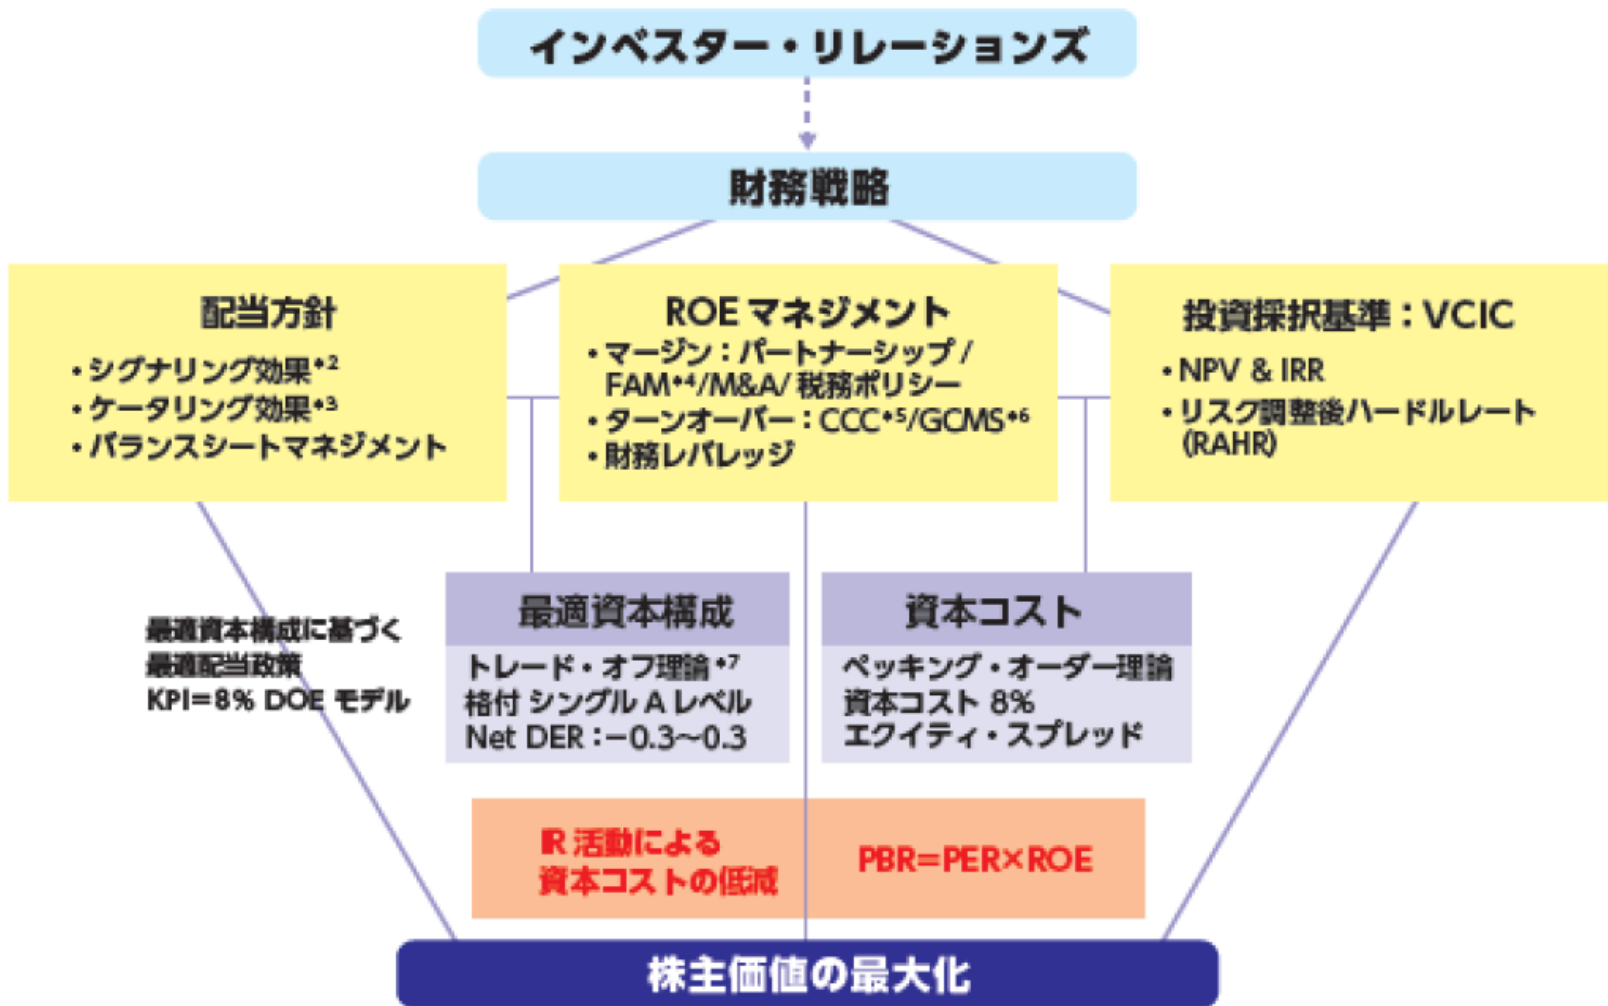 インベスター・リレーションズ
財務戦略
配当方針
・シグナリング効果*2
・ケータリング効果*3
・バランスシートマネジメント
ROE マネジメント
・マージン：パートナーシップ /
FAM*4/M&A/ 税務ポリシー
・ターンオーバー：CCC*5/GCMS*6
・財務レバレッジ
投資採択基準：VCIC
・NPV & IRR
・リスク調整後ハードルレート
(RAHR)
最適資本構成に基づく
最適配当政策
KPI=8% DOE モデル
最適資本構成
トレード・オフ理論*7
格付 シングル A レベル
Net DER：−0.3〜0.3
資本コスト
ペッキング・オーダー理論
資本コスト 8%
エクイティ・スプレッド
IR 活動による
資本コストの低減
PBR=PER×ROE
株主価値の最大化